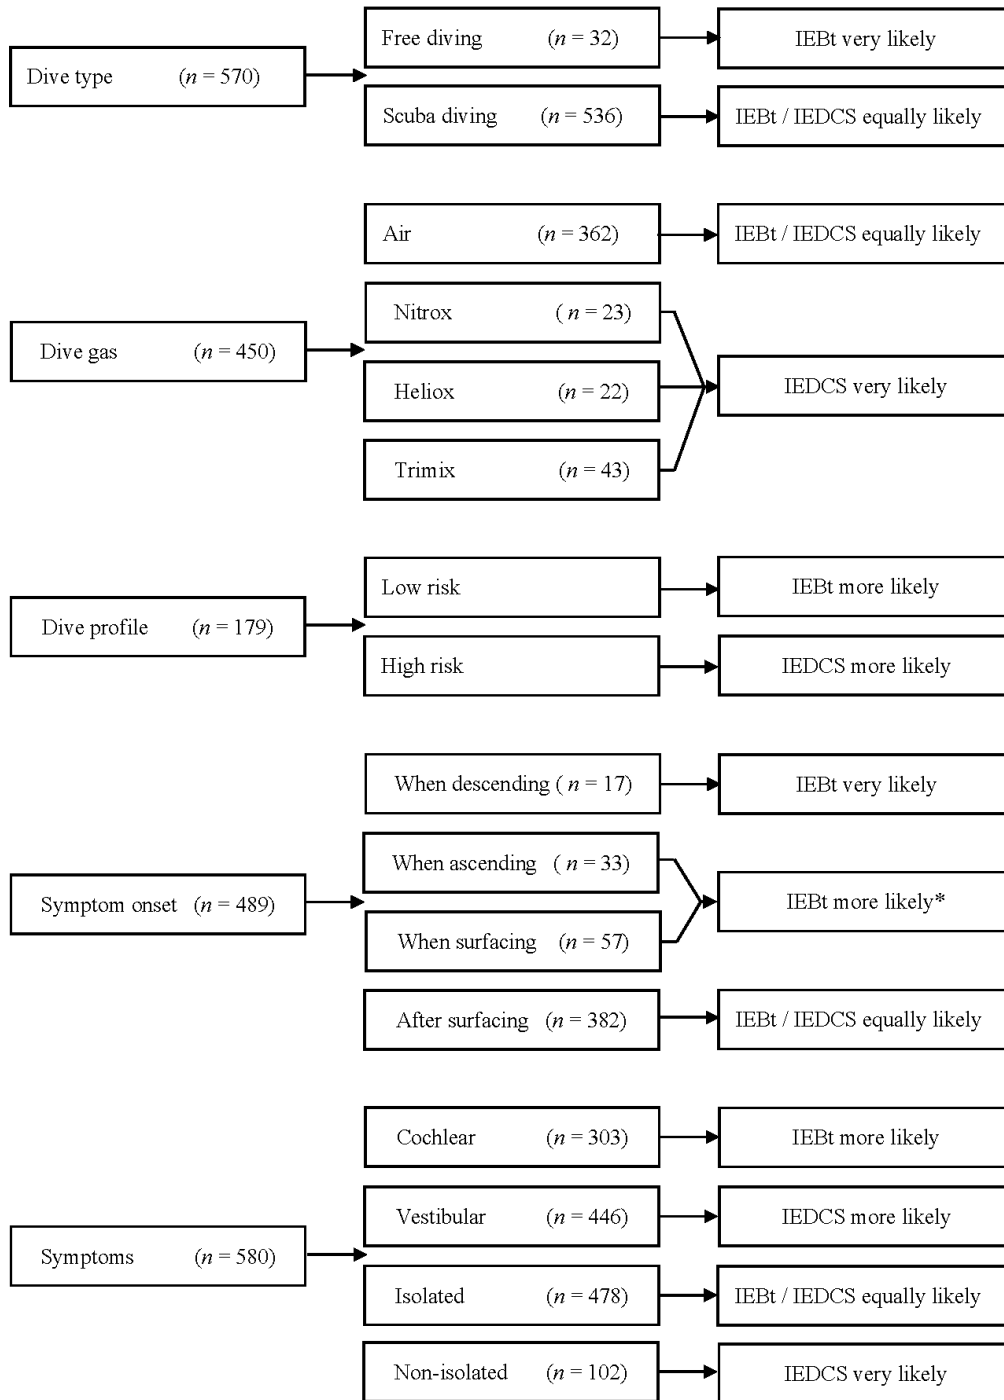 Free diving (n = 32)
IEBt very likely
Dive type (n = 570)
Scuba diving (n = 536)
IEBt / IEDCS equally likely
Air (n = 362)
IEBt / IEDCS equally likely
Nitrox ( n = 23)
Dive gas (n = 450)
Heliox (n = 22)
IEDCS very likely
Trimix (n = 43)
Low risk
IEBt more likely
Dive profile (n = 179)
High risk
IEDCS more likely
When descending ( n = 17)
IEBt very likely
When ascending ( n = 33)
Symptom onset (n = 489)
IEBt more likely*
When surfacing (n = 57)
After surfacing (n = 382)
IEBt / IEDCS equally likely
Cochlear (n = 303)
IEBt more likely
Vestibular (n = 446)
IEDCS more likely
Symptoms (n = 580)
Isolated (n = 478)
IEBt / IEDCS equally likely
Non-isolated (n = 102)
IEDCS very likely